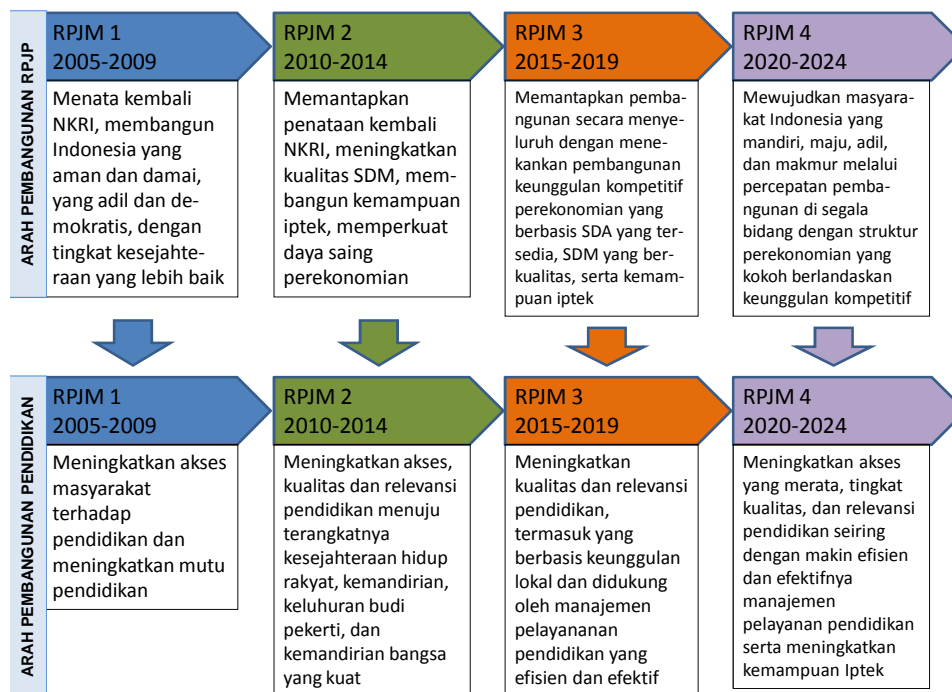 ARAH PEMBANGUNAN RPJP
RPJM 1
2005-2009
Menata kembali
NKRI, membangun
Indonesia yang
aman dan damai,
yang adil dan de-
mokratis, dengan
tingkat kesejahte-
raan yang lebih baik
RPJM 2
2010-2014
Memantapkan
penataan kembali
NKRI, meningkatkan
kualitas SDM, mem-
bangun kemampuan
iptek, memperkuat
daya saing
perekonomian
RPJM 3
2015-2019
Memantapkan pemba-
ngunan secara menye-
luruh dengan mene-
kankan pembangunan
keunggulan kompetitif
perekonomian yang
berbasis SDA yang ter-
sedia, SDM yang ber-
kualitas, serta kemam-
puan iptek
RPJM 4
2020-2024
Mewujudkan masyara-
kat Indonesia yang
mandiri, maju, adil,
dan makmur melalui
percepatan pemba-
ngunan di segala
bidang dengan struktur
perekonomian yang
kokoh berlandaskan
keunggulan kompetitif
ARAH PEMBANGUNAN PENDIDIKAN
RPJM 1
2005-2009
Meningkatkan akses
masyarakat
terhadap
pendidikan dan
meningkatkan mutu
pendidikan
RPJM 2
2010-2014
Meningkatkan akses,
kualitas dan relevansi
pendidikan menuju
terangkatnya
kesejahteraan hidup
rakyat, kemandirian,
keluhuran budi
pekerti, dan
kemandirian bangsa
yang kuat
RPJM 3
2015-2019
Meningkatkan
kualitas dan relevansi
pendidikan,
termasuk yang
berbasis keunggulan
lokal dan didukung
oleh manajemen
pelayananan
pendidikan yang
efisien dan efektif
RPJM 4
2020-2024
Meningkatkan akses
yang merata, tingkat
kualitas, dan relevansi
pendidikan seiring
dengan makin efisien
dan efektifnya
manajemen
pelayanan pendidikan
serta meningkatkan
kemampuan Iptek